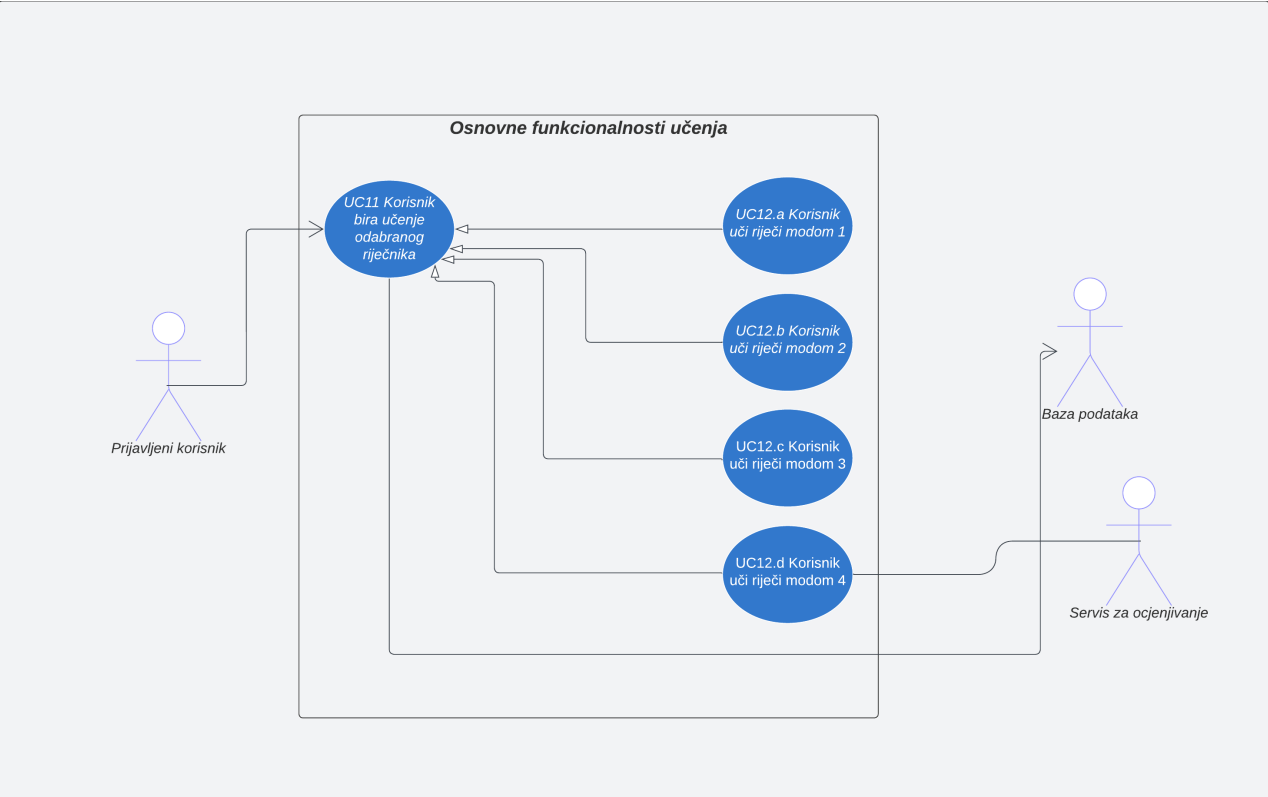 Osnovne funkcionalnosti učenja
UC11 Korisnik
bira učenje
odabranog
riječnika
UC12.a Korisnik
uči riječi modom 1
UC12.b Korisnik
uči riječi modom 2
UC12.c Korisnik
uči riječi modom 3
UC12.d Korisnik
uči riječi modom 4
Prijavljeni korisnik
Baza podataka
Servis za ocjenjivanje